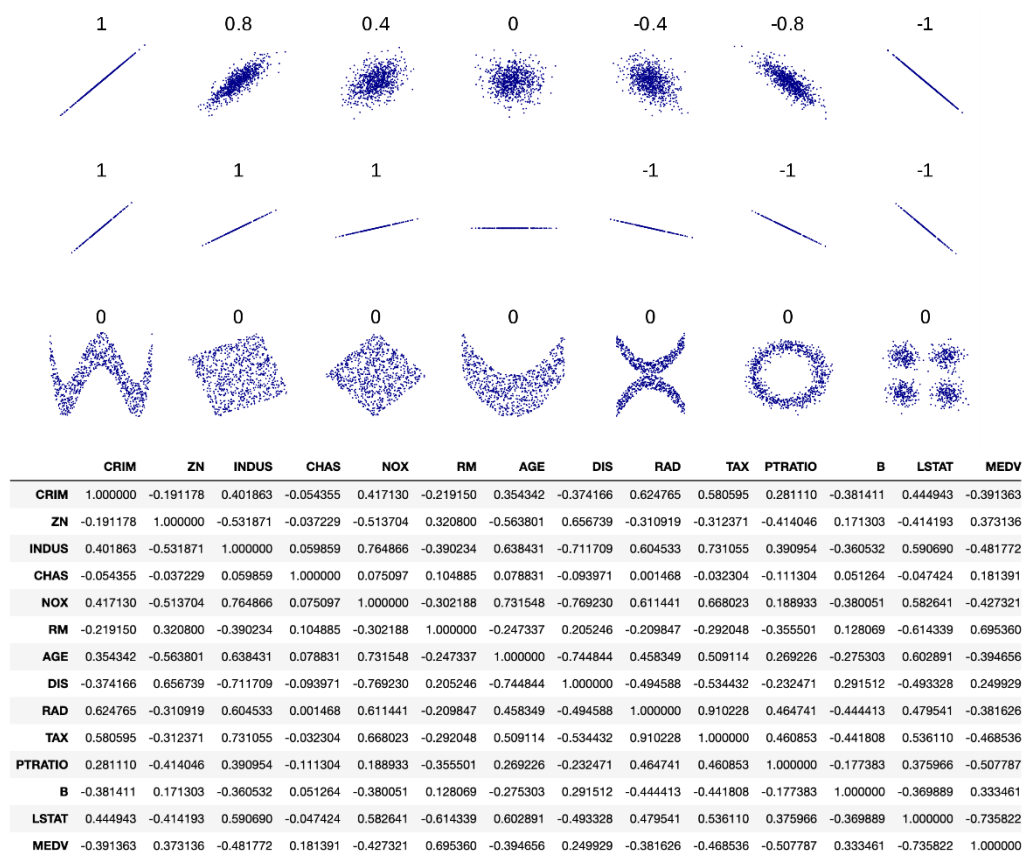 1 0.8 0.4 0 -0.4 -0.8 -1
1 1 1 -1 -1 -1
0 0 0 0 0 0 0
CRIM ZN INDUS CHAS NOX RM AGE DIS RAD TAX PTRATIO B LSTAT MEDV
CRIM 1.000000 -0.191178 0.401863 -0.054355 0.417130 -0.219150 0.354342 -0.374166 0.624765 0.580595 0.281110 -0.381411 0.444943 -0.391363
ZN -0.191178 1.000000 -0.531871 -0.037229 -0.513704 0.320800 -0.563801 0.656739 -0.310919 -0.312371 -0.414046 0.171303 -0.414193 0.373136
INDUS 0.401863 -0.531871 1.000000 0.059859 0.764866 -0.390234 0.638431 -0.711709 0.604533 0.731055 0.390954 -0.360532 0.590690 -0.481772
CHAS -0.054355 -0.037229 0.059859 1.000000 0.075097 0.104885 0.078831 -0.093971 0.001468 -0.032304 -0.111304 0.051264 -0.047424 0.181391
NOX 0.417130 -0.513704 0.764866 0.075097 1.000000 -0.302188 0.731548 -0.769230 0.611441 0.668023 0.188933 -0.380051 0.582641 -0.427321
RM -0.219150 0.320800 -0.390234 0.104885 -0.302188 1.000000 -0.247337 0.205246 -0.209847 -0.292048 -0.355501 0.128069 -0.614339 0.695360
AGE 0.354342 -0.563801 0.638431 0.078831 0.731548 -0.247337 1.000000 -0.744844 0.458349 0.509114 0.269226 -0.275303 0.602891 -0.394656
DIS -0.374166 0.656739 -0.711709 -0.093971 -0.769230 0.205246 -0.744844 1.000000 -0.494588 -0.534432 -0.232471 0.291512 -0.493328 0.249929
RAD 0.624765 -0.310919 0.604533 0.001468 0.611441 -0.209847 0.458349 -0.494588 1.000000 0.910228 0.464741 -0.444413 0.479541 -0.381626
TAX 0.580595 -0.312371 0.731055 -0.032304 0.668023 -0.292048 0.509114 -0.534432 0.910228 1.000000 0.460853 -0.441808 0.536110 -0.468536
PTRATIO 0.281110 -0.414046 0.390954 -0.111304 0.188933 -0.355501 0.269226 -0.232471 0.464741 0.460853 1.000000 -0.177383 0.375966 -0.507787
B -0.381411 0.171303 -0.360532 0.051264 -0.380051 0.128069 -0.275303 0.291512 -0.444413 -0.441808 -0.177383 1.000000 -0.369889 0.333461
LSTAT 0.444943 -0.414193 0.590690 -0.047424 0.582641 -0.614339 0.602891 -0.493328 0.479541 0.536110 0.375966 -0.369889 1.000000 -0.735822
MEDV -0.391363 0.373136 -0.481772 0.181391 -0.427321 0.695360 -0.394656 0.249929 -0.381626 -0.468536 -0.507787 0.333461 -0.735822 1.000000